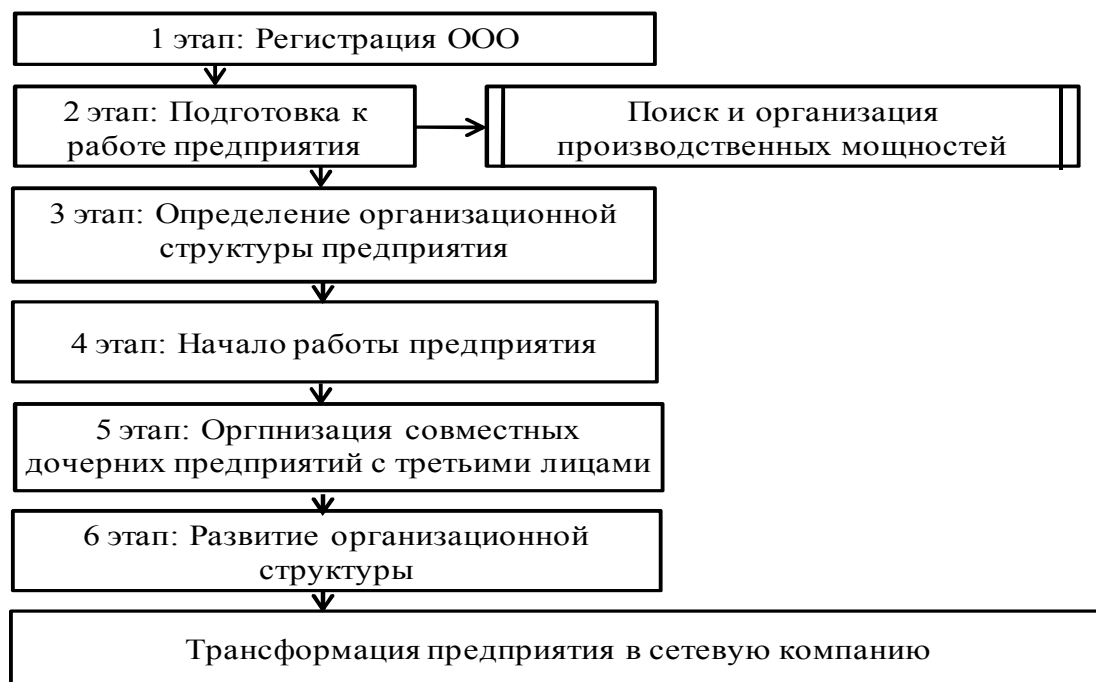 1 этап: Регистрация ООО
2 этап: Подготовка к
работе предприятия
Поиск и организация
производственных мощностей
3 этап: Определение организационной
структуры предприятия
4 этап: Начало работы предприятия
5 этап: Оргпнизация совместных
дочерних предприятий с третьими лицами
6 этап: Развитие организационной
структуры
Трансформация предприятия в сетевую компанию